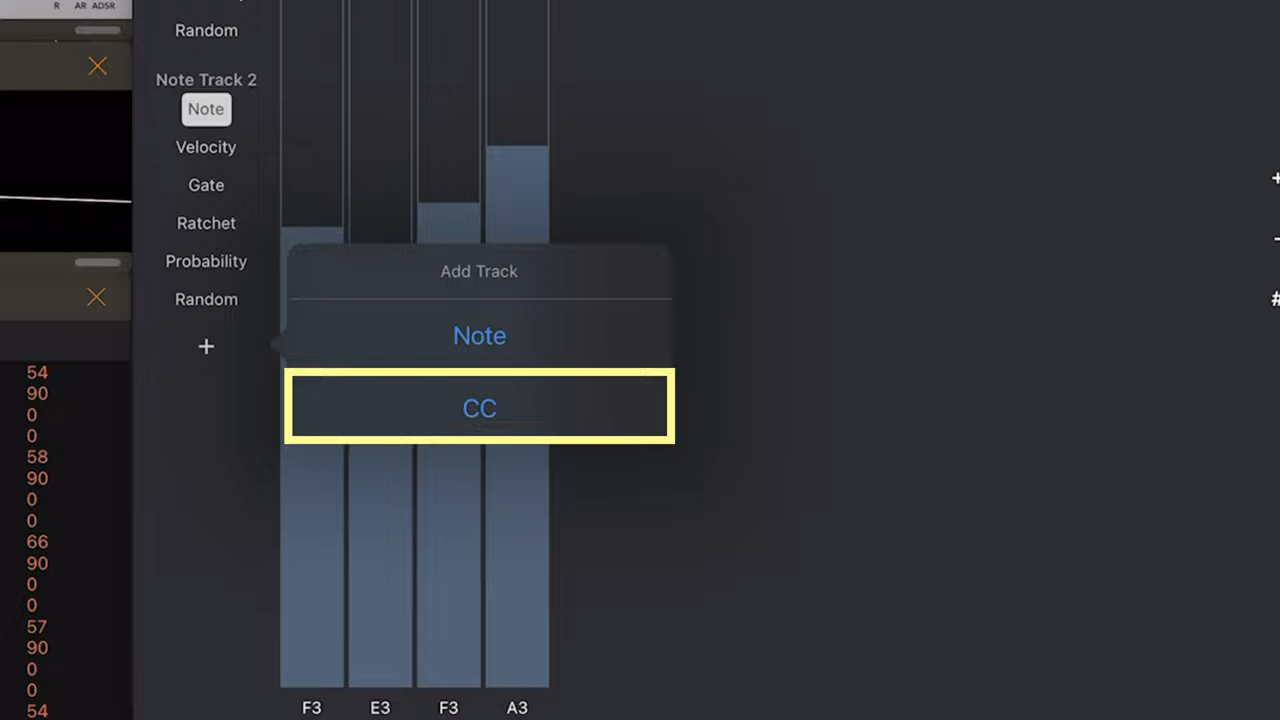 R AR ADSR
Random
Note Track 2
Note
Velocity
Gate
Ratchet
Probability
Random
+
Add Track
Note
CC
54
90
0
0
58
90
0
0
66
90
0
0
57
90
0
0
54
F3 E3 F3 A3
+
-
#